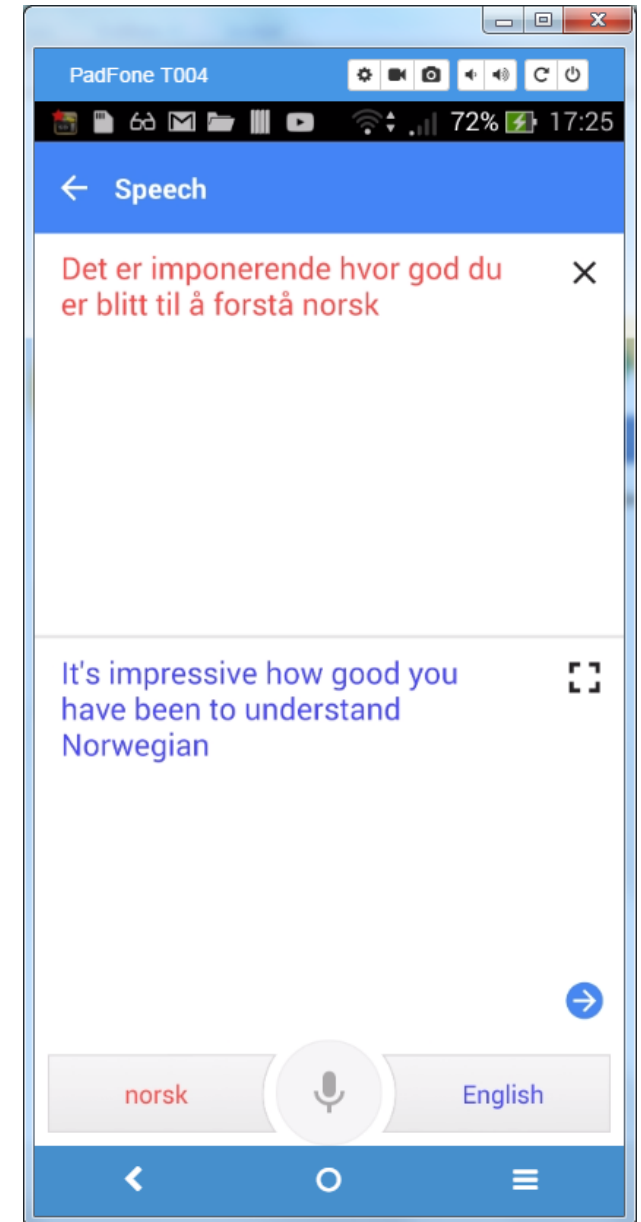 PadFone T004
72% 17:25
Speech
Det er imponerende hvor god du
er blitt til å forstå norsk
It's impressive how good you
have been to understand
Norwegian
norsk
English